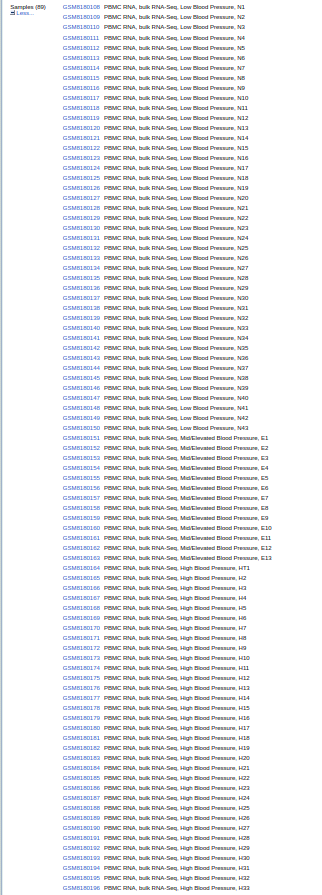 Samples (89)
Less...
GSM8180108 PBMC RNA, bulk RNA-Seq, Low Blood Pressure, N1
GSM8180109 PBMC RNA, bulk RNA-Seq, Low Blood Pressure, N2
GSM8180110 PBMC RNA, bulk RNA-Seq, Low Blood Pressure, N3
GSM8180111 PBMC RNA, bulk RNA-Seq, Low Blood Pressure, N4
GSM8180112 PBMC RNA, bulk RNA-Seq, Low Blood Pressure, N5
GSM8180113 PBMC RNA, bulk RNA-Seq, Low Blood Pressure, N6
GSM8180114 PBMC RNA, bulk RNA-Seq, Low Blood Pressure, N7
GSM8180115 PBMC RNA, bulk RNA-Seq, Low Blood Pressure, N8
GSM8180116 PBMC RNA, bulk RNA-Seq, Low Blood Pressure, N9
GSM8180117 PBMC RNA, bulk RNA-Seq, Low Blood Pressure, N10
GSM8180118 PBMC RNA, bulk RNA-Seq, Low Blood Pressure, N11
GSM8180119 PBMC RNA, bulk RNA-Seq, Low Blood Pressure, N12
GSM8180120 PBMC RNA, bulk RNA-Seq, Low Blood Pressure, N13
GSM8180121 PBMC RNA, bulk RNA-Seq, Low Blood Pressure, N14
GSM8180122 PBMC RNA, bulk RNA-Seq, Low Blood Pressure, N15
GSM8180123 PBMC RNA, bulk RNA-Seq, Low Blood Pressure, N16
GSM8180124 PBMC RNA, bulk RNA-Seq, Low Blood Pressure, N17
GSM8180125 PBMC RNA, bulk RNA-Seq, Low Blood Pressure, N18
GSM8180126 PBMC RNA, bulk RNA-Seq, Low Blood Pressure, N19
GSM8180127 PBMC RNA, bulk RNA-Seq, Low Blood Pressure, N20
GSM8180128 PBMC RNA, bulk RNA-Seq, Low Blood Pressure, N21
GSM8180129 PBMC RNA, bulk RNA-Seq, Low Blood Pressure, N22
GSM8180130 PBMC RNA, bulk RNA-Seq, Low Blood Pressure, N23
GSM8180131 PBMC RNA, bulk RNA-Seq, Low Blood Pressure, N24
GSM8180132 PBMC RNA, bulk RNA-Seq, Low Blood Pressure, N25
GSM8180133 PBMC RNA, bulk RNA-Seq, Low Blood Pressure, N26
GSM8180134 PBMC RNA, bulk RNA-Seq, Low Blood Pressure, N27
GSM8180135 PBMC RNA, bulk RNA-Seq, Low Blood Pressure, N28
GSM8180136 PBMC RNA, bulk RNA-Seq, Low Blood Pressure, N29
GSM8180137 PBMC RNA, bulk RNA-Seq, Low Blood Pressure, N30
GSM8180138 PBMC RNA, bulk RNA-Seq, Low Blood Pressure, N31
GSM8180139 PBMC RNA, bulk RNA-Seq, Low Blood Pressure, N32
GSM8180140 PBMC RNA, bulk RNA-Seq, Low Blood Pressure, N33
GSM8180141 PBMC RNA, bulk RNA-Seq, Low Blood Pressure, N34
GSM8180142 PBMC RNA, bulk RNA-Seq, Low Blood Pressure, N35
GSM8180143 PBMC RNA, bulk RNA-Seq, Low Blood Pressure, N36
GSM8180144 PBMC RNA, bulk RNA-Seq, Low Blood Pressure, N37
GSM8180145 PBMC RNA, bulk RNA-Seq, Low Blood Pressure, N38
GSM8180146 PBMC RNA, bulk RNA-Seq, Low Blood Pressure, N39
GSM8180147 PBMC RNA, bulk RNA-Seq, Low Blood Pressure, N40
GSM8180148 PBMC RNA, bulk RNA-Seq, Low Blood Pressure, N41
GSM8180149 PBMC RNA, bulk RNA-Seq, Low Blood Pressure, N42
GSM8180150 PBMC RNA, bulk RNA-Seq, Low Blood Pressure, N43
GSM8180151 PBMC RNA, bulk RNA-Seq, Mid/Elevated Blood Pressure, E1
GSM8180152 PBMC RNA, bulk RNA-Seq, Mid/Elevated Blood Pressure, E2
GSM8180153 PBMC RNA, bulk RNA-Seq, Mid/Elevated Blood Pressure, E3
GSM8180154 PBMC RNA, bulk RNA-Seq, Mid/Elevated Blood Pressure, E4
GSM8180155 PBMC RNA, bulk RNA-Seq, Mid/Elevated Blood Pressure, E5
GSM8180156 PBMC RNA, bulk RNA-Seq, Mid/Elevated Blood Pressure, E6
GSM8180157 PBMC RNA, bulk RNA-Seq, Mid/Elevated Blood Pressure, E7
GSM8180158 PBMC RNA, bulk RNA-Seq, Mid/Elevated Blood Pressure, E8
GSM8180159 PBMC RNA, bulk RNA-Seq, Mid/Elevated Blood Pressure, E9
GSM8180160 PBMC RNA, bulk RNA-Seq, Mid/Elevated Blood Pressure, E10
GSM8180161 PBMC RNA, bulk RNA-Seq, Mid/Elevated Blood Pressure, E11
GSM8180162 PBMC RNA, bulk RNA-Seq, Mid/Elevated Blood Pressure, E12
GSM8180163 PBMC RNA, bulk RNA-Seq, Mid/Elevated Blood Pressure, E13
GSM8180164 PBMC RNA, bulk RNA-Seq, High Blood Pressure, HT1
GSM8180165 PBMC RNA, bulk RNA-Seq, High Blood Pressure, H2
GSM8180166 PBMC RNA, bulk RNA-Seq, High Blood Pressure, H3
GSM8180167 PBMC RNA, bulk RNA-Seq, High Blood Pressure, H4
GSM8180168 PBMC RNA, bulk RNA-Seq, High Blood Pressure, H5
GSM8180169 PBMC RNA, bulk RNA-Seq, High Blood Pressure, H6
GSM8180170 PBMC RNA, bulk RNA-Seq, High Blood Pressure, H7
GSM8180171 PBMC RNA, bulk RNA-Seq, High Blood Pressure, H8
GSM8180172 PBMC RNA, bulk RNA-Seq, High Blood Pressure, H9
GSM8180173 PBMC RNA, bulk RNA-Seq, High Blood Pressure, H10
GSM8180174 PBMC RNA, bulk RNA-Seq, High Blood Pressure, H11
GSM8180175 PBMC RNA, bulk RNA-Seq, High Blood Pressure, H12
GSM8180176 PBMC RNA, bulk RNA-Seq, High Blood Pressure, H13
GSM8180177 PBMC RNA, bulk RNA-Seq, High Blood Pressure, H14
GSM8180178 PBMC RNA, bulk RNA-Seq, High Blood Pressure, H15
GSM8180179 PBMC RNA, bulk RNA-Seq, High Blood Pressure, H16
GSM8180180 PBMC RNA, bulk RNA-Seq, High Blood Pressure, H17
GSM8180181 PBMC RNA, bulk RNA-Seq, High Blood Pressure, H18
GSM8180182 PBMC RNA, bulk RNA-Seq, High Blood Pressure, H19
GSM8180183 PBMC RNA, bulk RNA-Seq, High Blood Pressure, H20
GSM8180184 PBMC RNA, bulk RNA-Seq, High Blood Pressure, H21
GSM8180185 PBMC RNA, bulk RNA-Seq, High Blood Pressure, H22
GSM8180186 PBMC RNA, bulk RNA-Seq, High Blood Pressure, H23
GSM8180187 PBMC RNA, bulk RNA-Seq, High Blood Pressure, H24
GSM8180188 PBMC RNA, bulk RNA-Seq, High Blood Pressure, H25
GSM8180189 PBMC RNA, bulk RNA-Seq, High Blood Pressure, H26
GSM8180190 PBMC RNA, bulk RNA-Seq, High Blood Pressure, H27
GSM8180191 PBMC RNA, bulk RNA-Seq, High Blood Pressure, H28
GSM8180192 PBMC RNA, bulk RNA-Seq, High Blood Pressure, H29
GSM8180193 PBMC RNA, bulk RNA-Seq, High Blood Pressure, H30
GSM8180194 PBMC RNA, bulk RNA-Seq, High Blood Pressure, H31
GSM8180195 PBMC RNA, bulk RNA-Seq, High Blood Pressure, H32
GSM8180196 PBMC RNA, bulk RNA-Seq, High Blood Pressure, H33